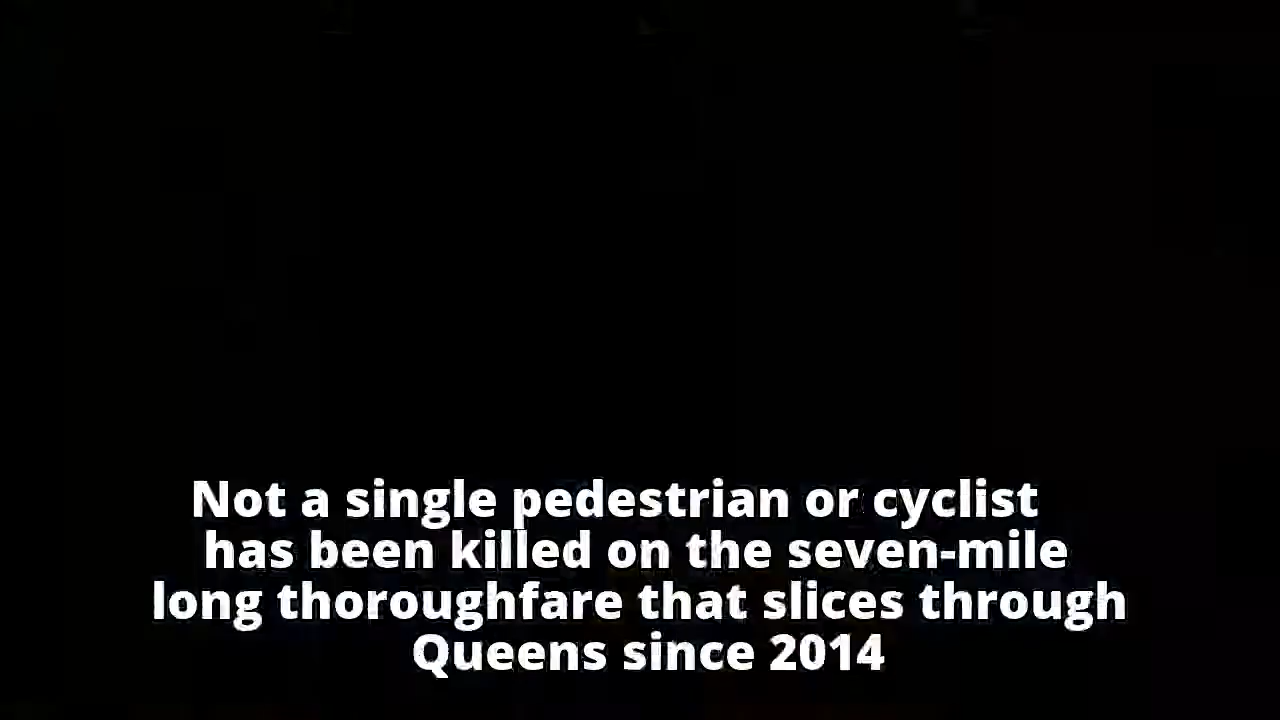 Not a single pedestrian or cyclist
has been killed on the seven-mile
long thoroughfare that slices through
Queens since 2014